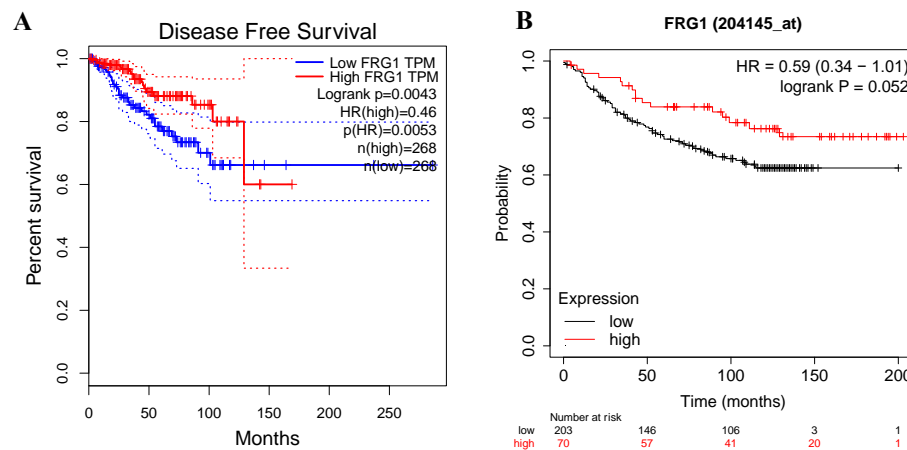 A
Disease Free Survival
Low FRG1 TPM
High FRG1 TPM
Logrank p=0.0043
HR(high)=0.46
p(HR)=0.0053
n(high)=268
n(low)=268
Percent survival
1.0
0.8
0.6
0.4
0.2
0.0
0 50 100 150 200 250
Months
B
FRG1 (204145_at)
HR = 0.59 (0.34 − 1.01)
logrank P = 0.052
Probability
1.0
0.8
0.6
0.4
0.2
0.0
Expression
low
high
0 50 100 150 200
Time (months)
Number at risk
low 203 146 106 3 1
high 70 57 41 20 1